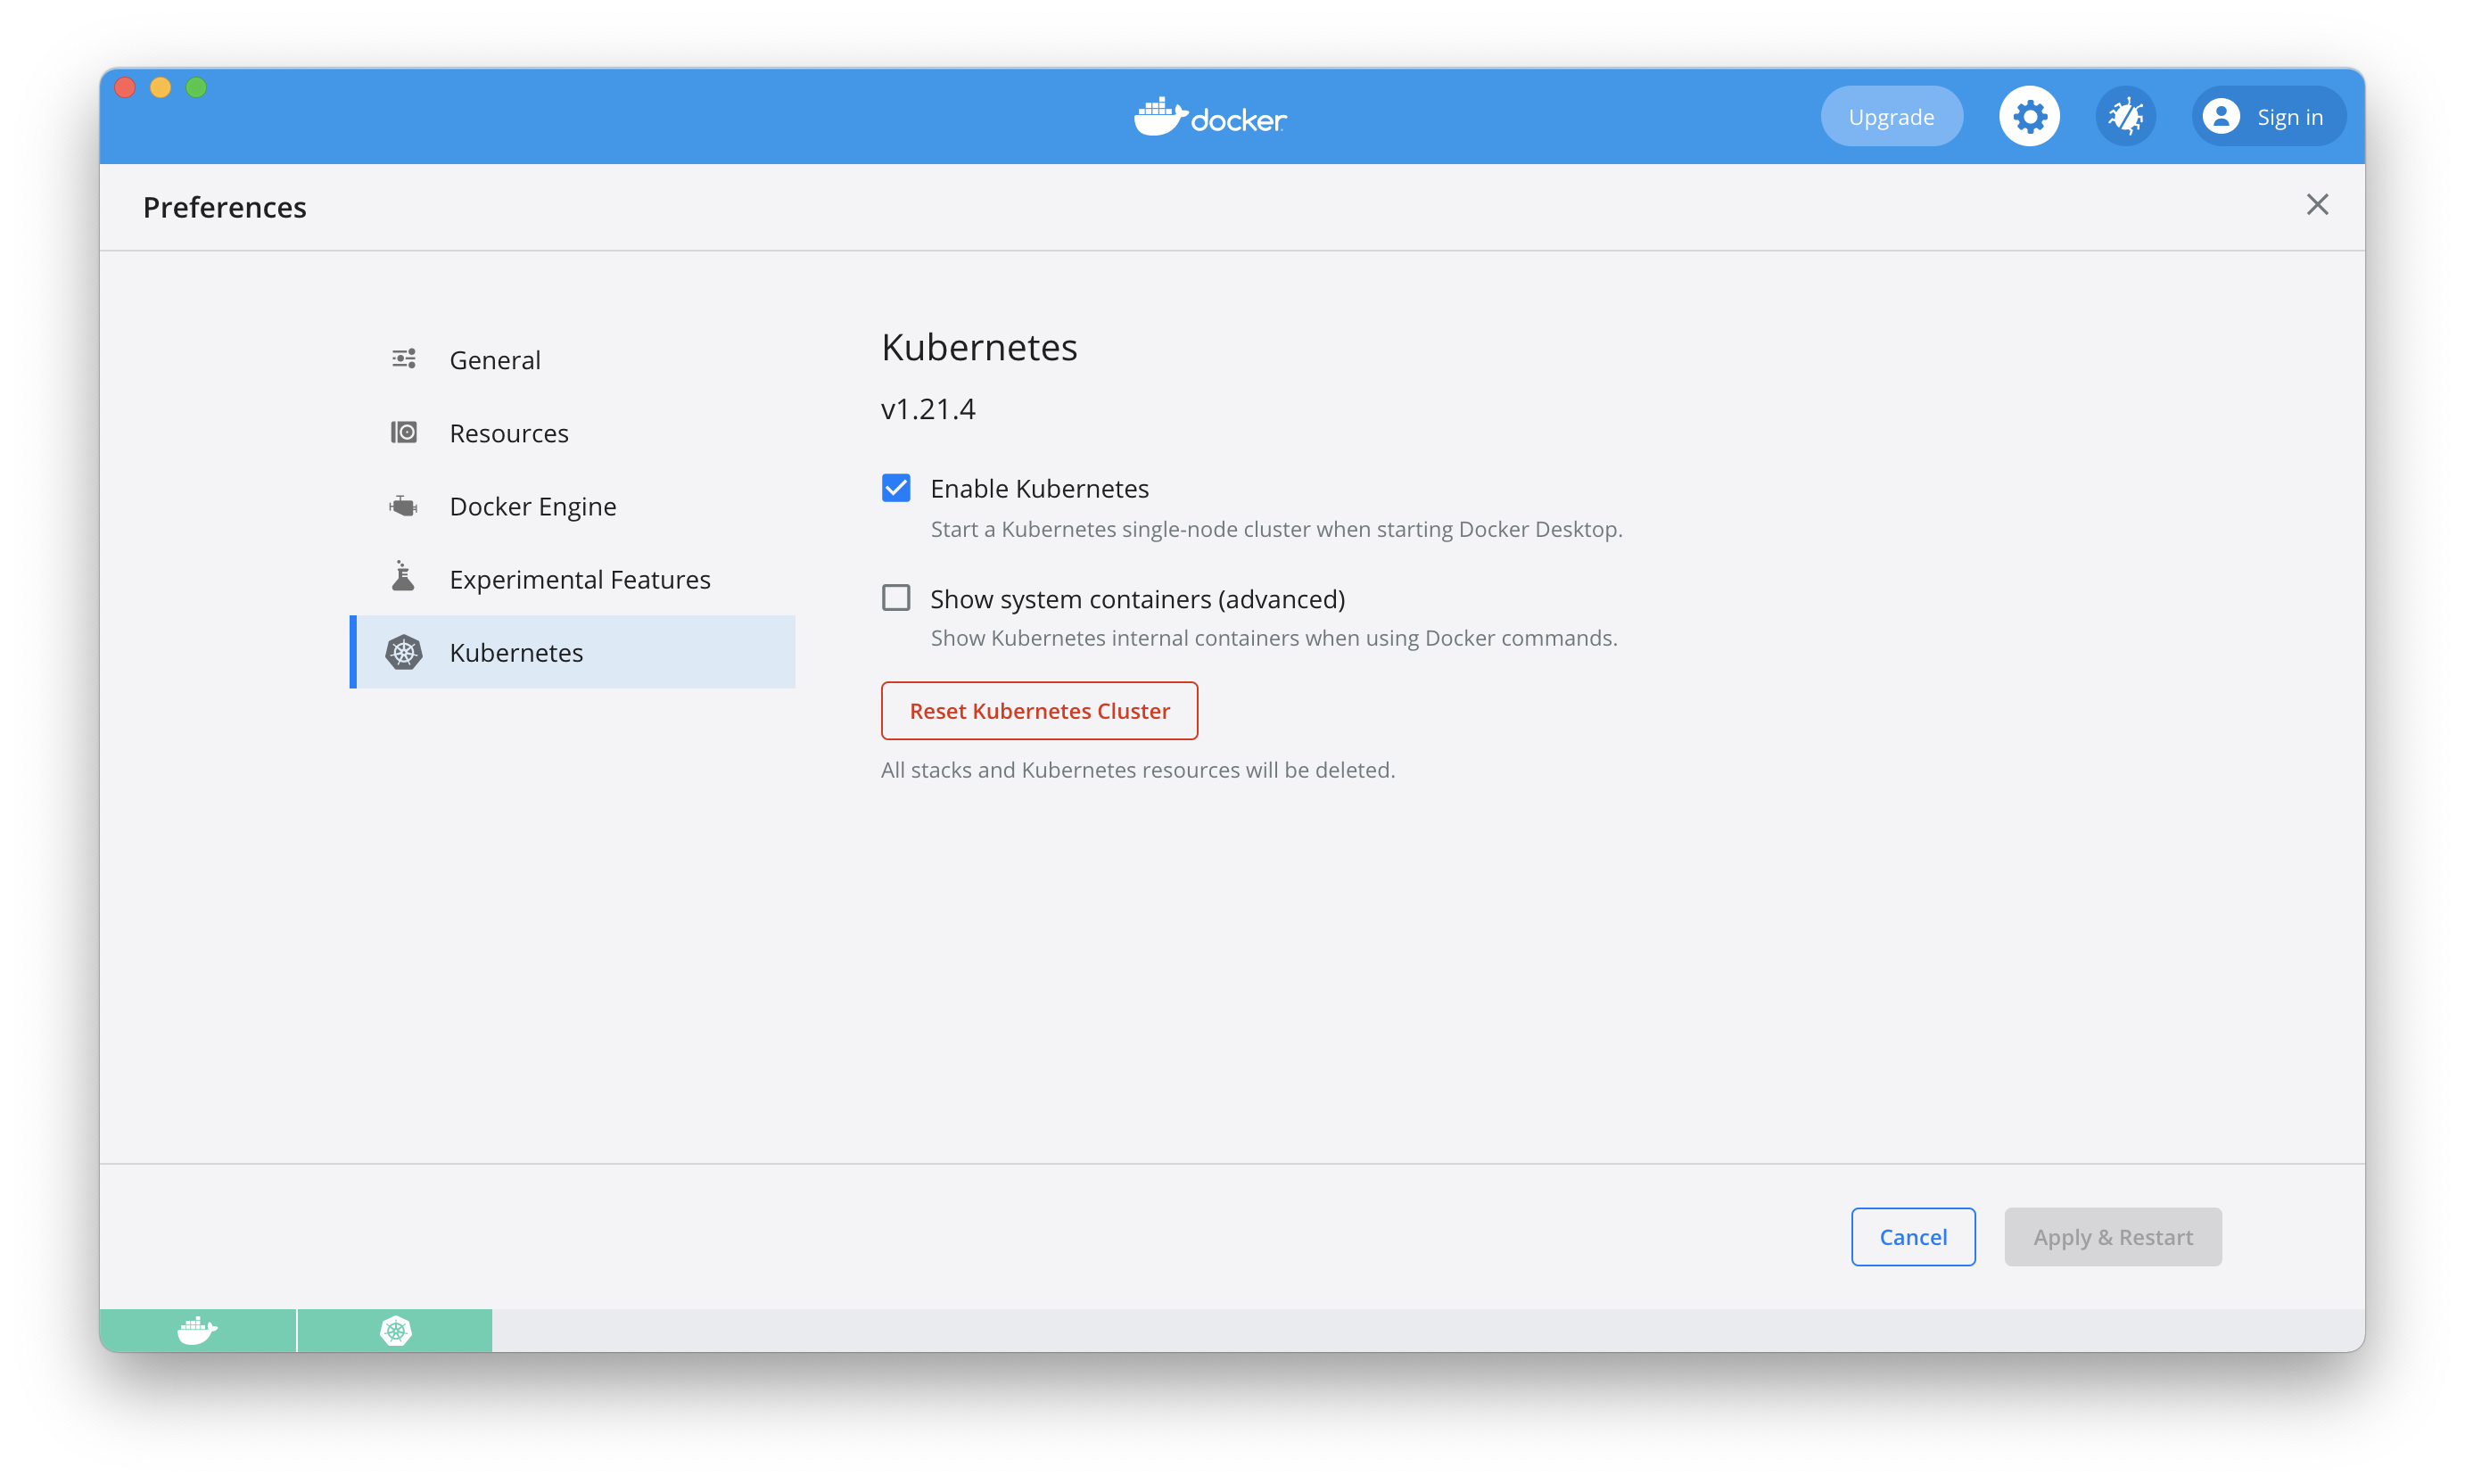 docker
Upgrade
Sign in
Preferences
General
Resources
Docker Engine
Experimental Features
Kubernetes
Kubernetes
v1.21.4
Enable Kubernetes
Start a Kubernetes single-node cluster when starting Docker Desktop.
Show system containers (advanced)
Show Kubernetes internal containers when using Docker commands.
Reset Kubernetes Cluster
All stacks and Kubernetes resources will be deleted.
Cancel
Apply & Restart